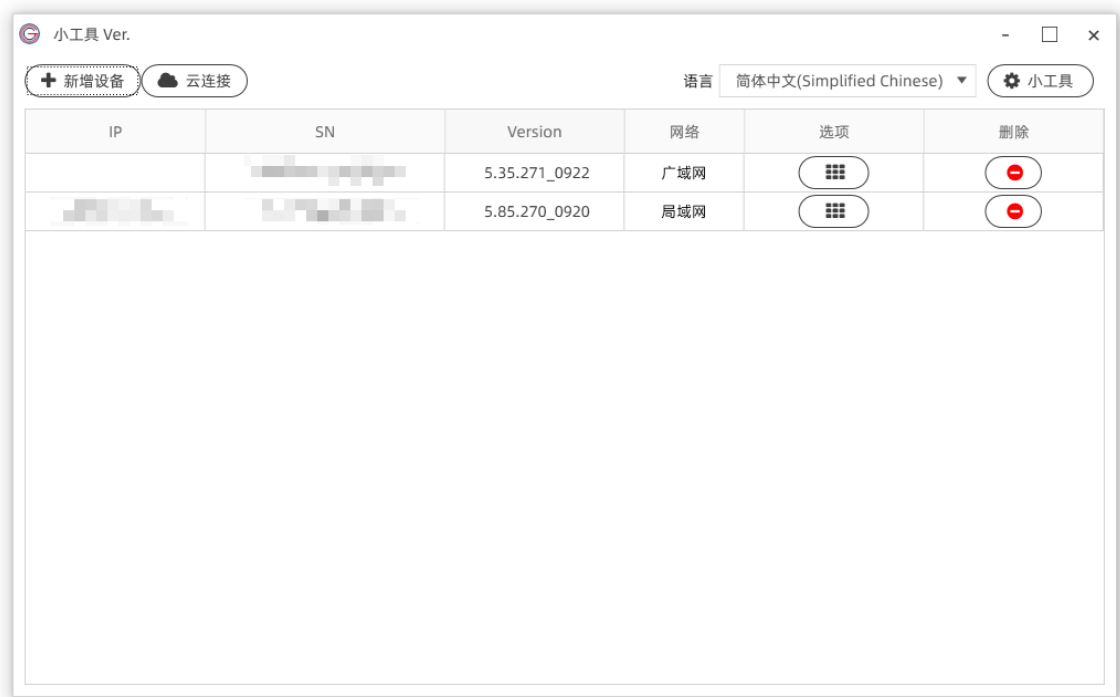 小工具 Ver.
新增设备 云连接 语言 简体中文(Simplified Chinese) 小工具
IP SN Version 网络 选项 删除
5.35.271_0922 广域网
5.85.270_0920 局域网